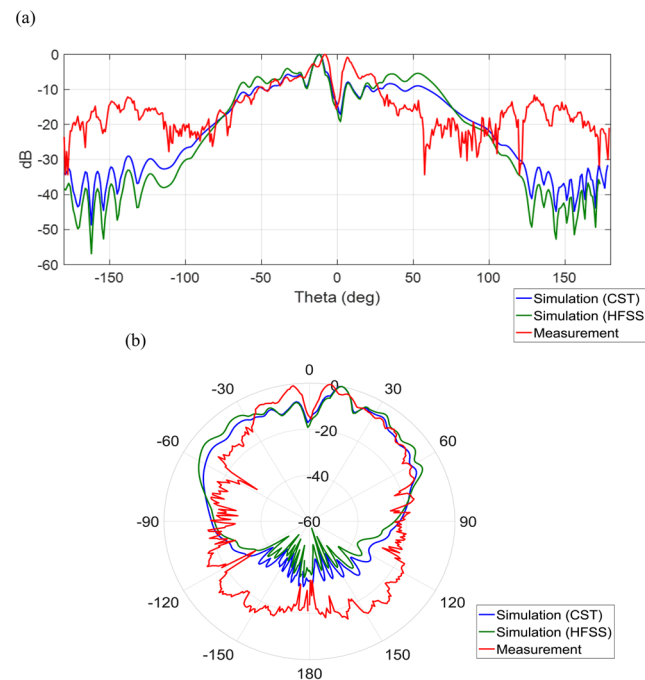 (a)
0
-10
-20
-30
-40
-50
-60
dB
-150 -100 -50 0 50 100 150
Theta (deg)
Simulation (CST)
Simulation (HFSS)
Measurement
(b)
0
-30 0 30
-20
-60 60
-40
-90 -60 90
-120 120
-150 150
180
Simulation (CST)
Simulation (HFSS)
Measurement